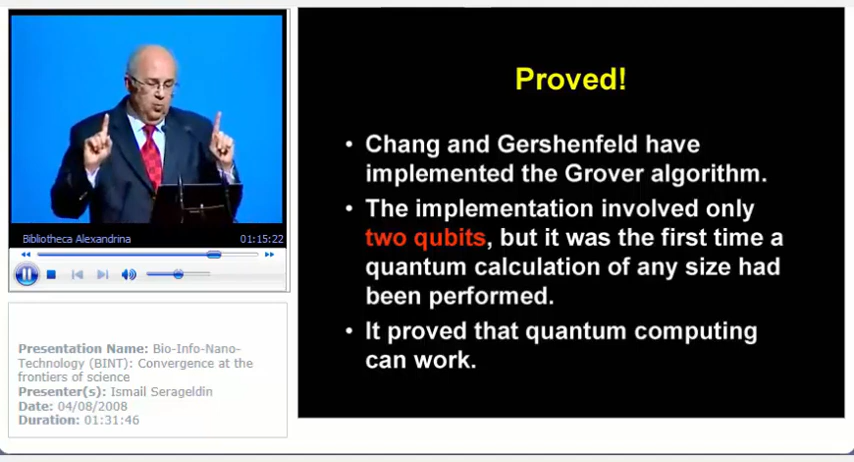 Proved!
• Chang and Gershenfeld have
implemented the Grover algorithm.
• The implementation involved only
two qubits, but it was the first time a
quantum calculation of any size had
been performed.
• It proved that quantum computing
can work.
Bibliotheca Alexandrina 01:15:22
Presentation Name: Bio-Info-Nano-
Technology (BINT): Convergence at the
frontiers of science
Presenter(s): Ismail Serageldin
Date: 04/08/2008
Duration: 01:31:46